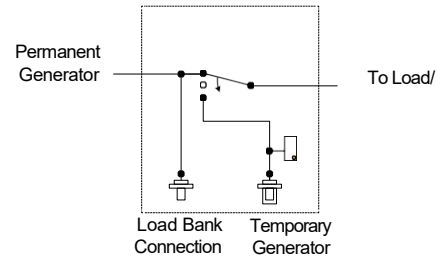 Permanent
Generator
To Load/
Load Bank
Connection
Temporary
Generator